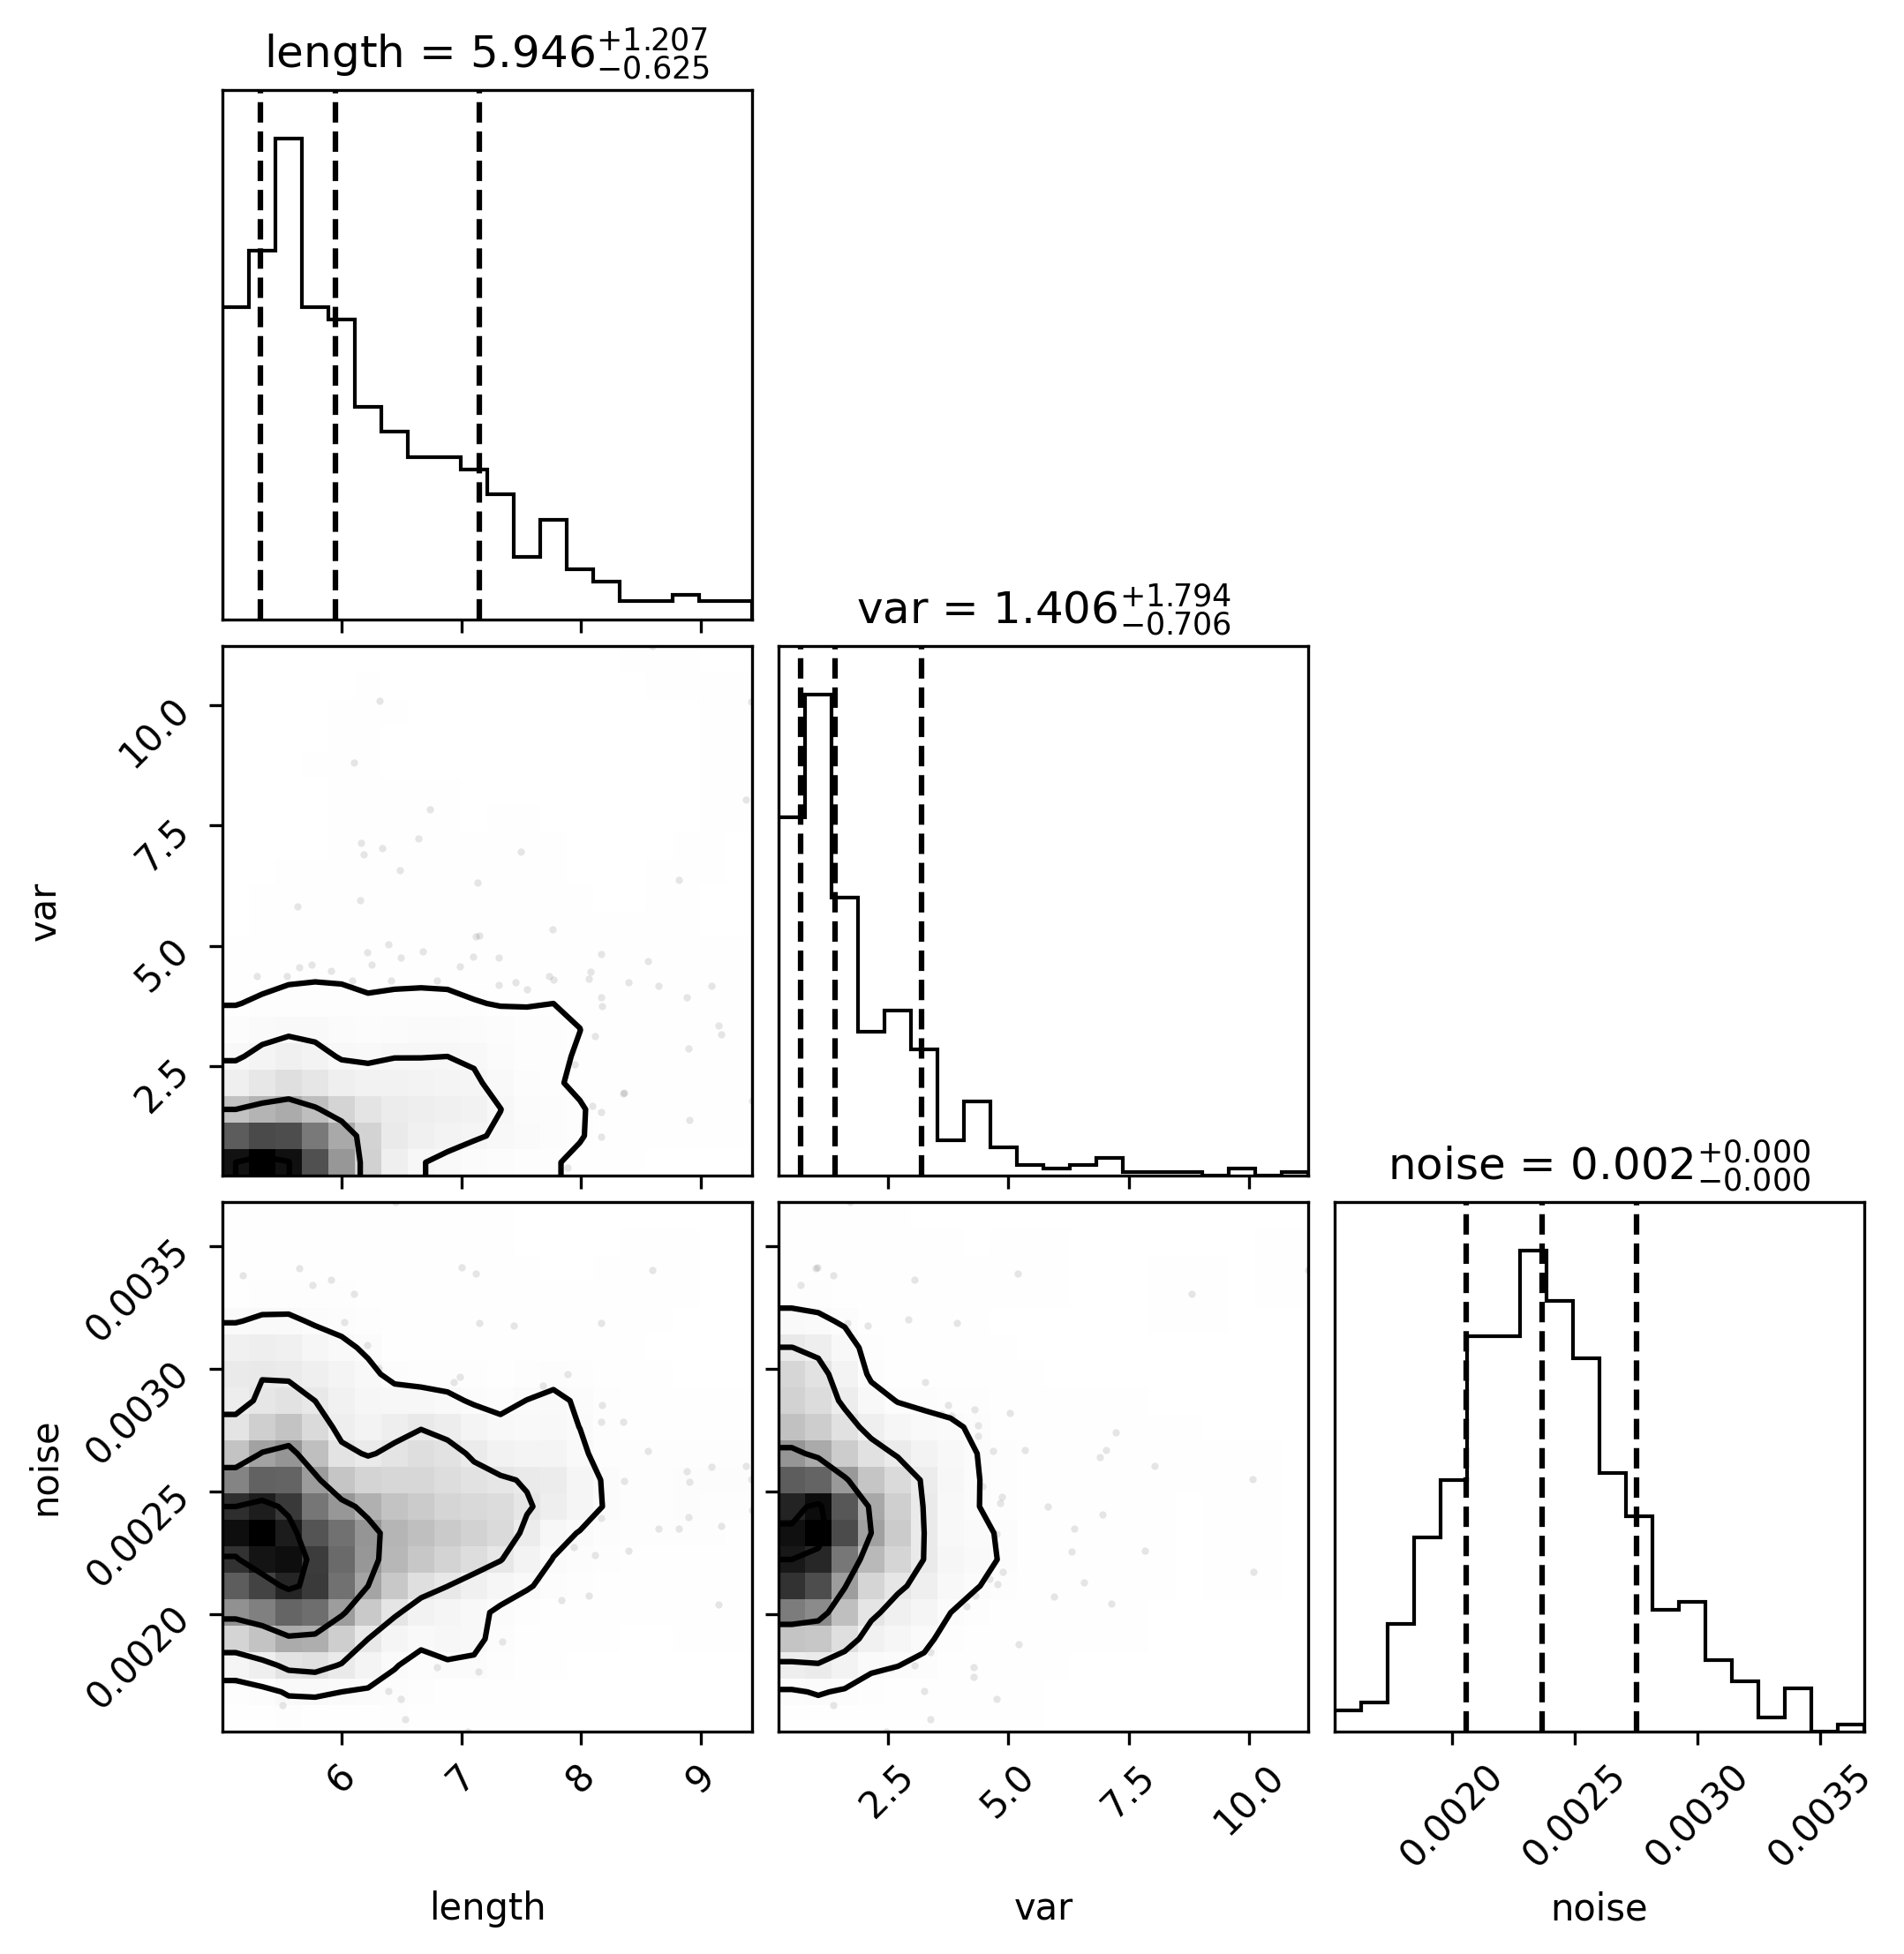 length = 5.946 +1.207 −0.625
var = 1.406 +1.794 −0.706
10.0
7.5
5.0
2.5
var
noise = 0.002 +0.000 −0.000
0.0035
0.0030
0.0025
0.0020
noise
6 7 8 9
2.5 5.0 7.5 10.0
0.0020 0.0025 0.0030 0.0035
length var noise